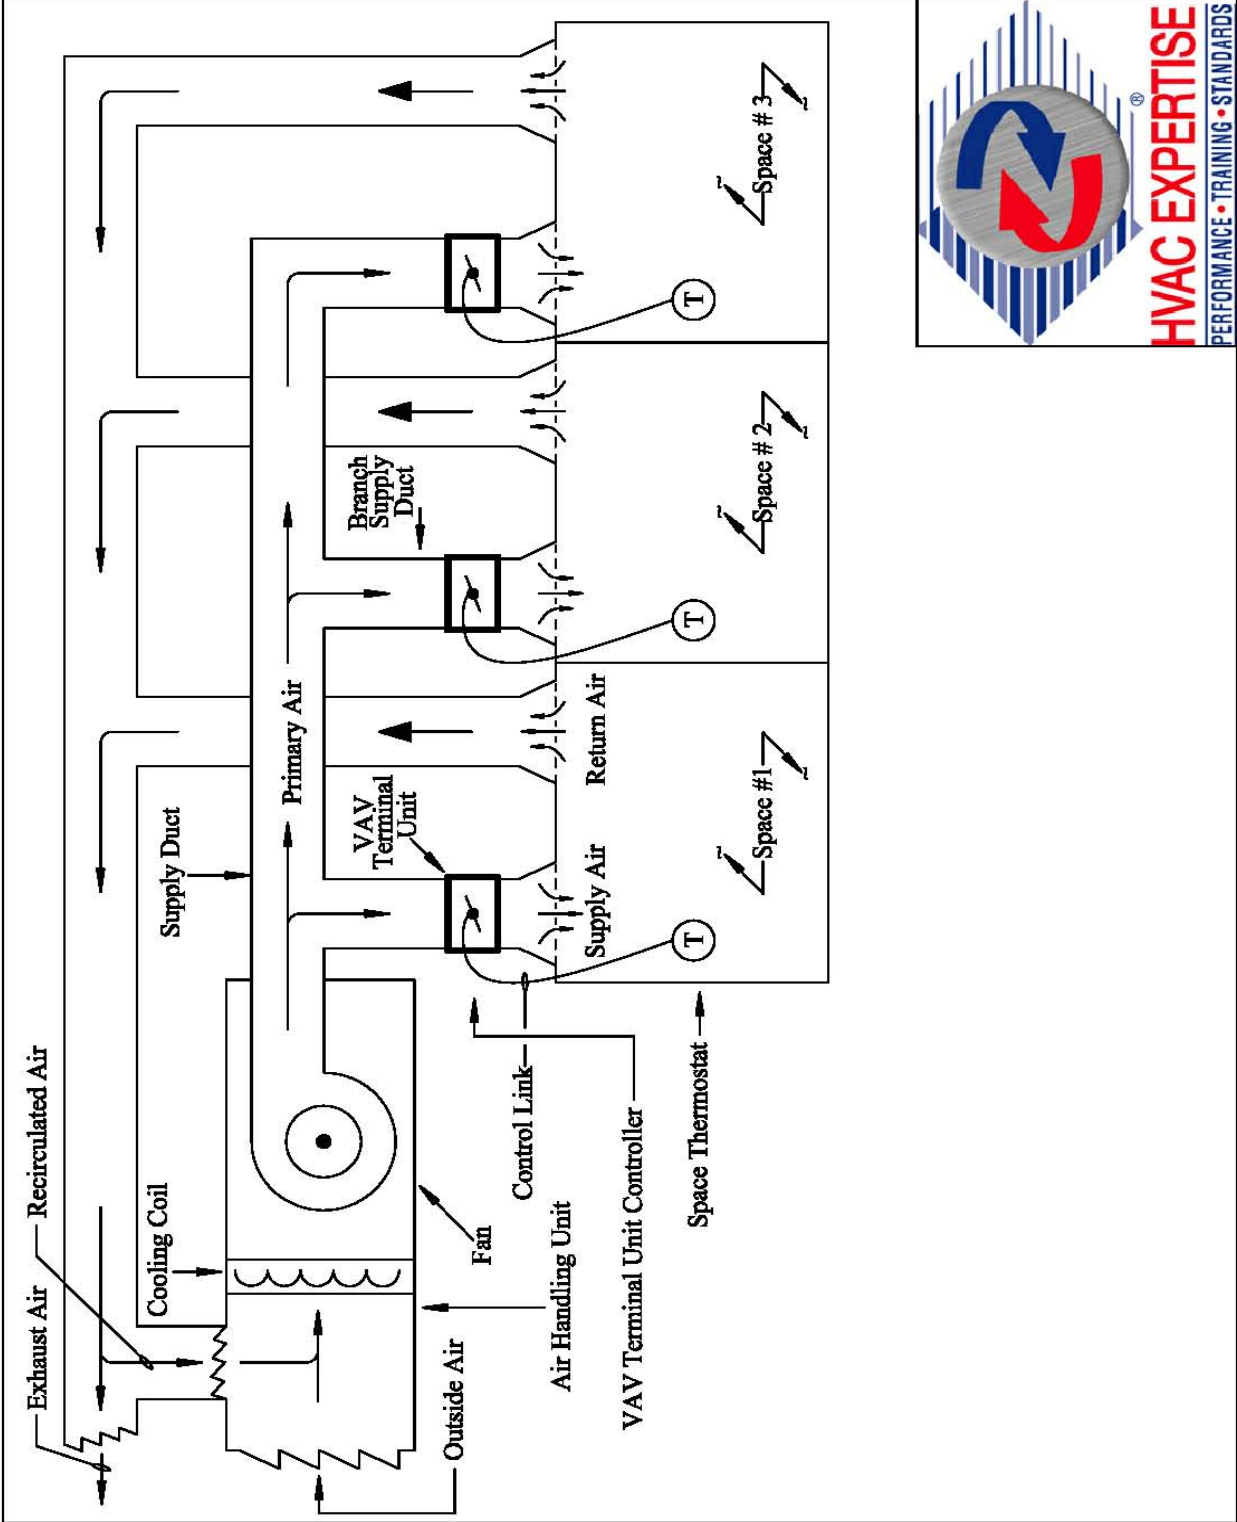 Exhaust Air
Recirculated Air
Cooling Coil
Supply Duct
Primary Air
Outside Air
Fan
Air Handling Unit
Control Link
VAV Terminal Unit Controller
Space Thermostat
VAV
Terminal
Unit
Branch
Supply
Duct
Supply Air
Return Air
T
T
T
Space #1
Space # 2
Space # 3
®
HVAC EXPERTISE
PERFORMANCE • TRAINING • STANDARDS